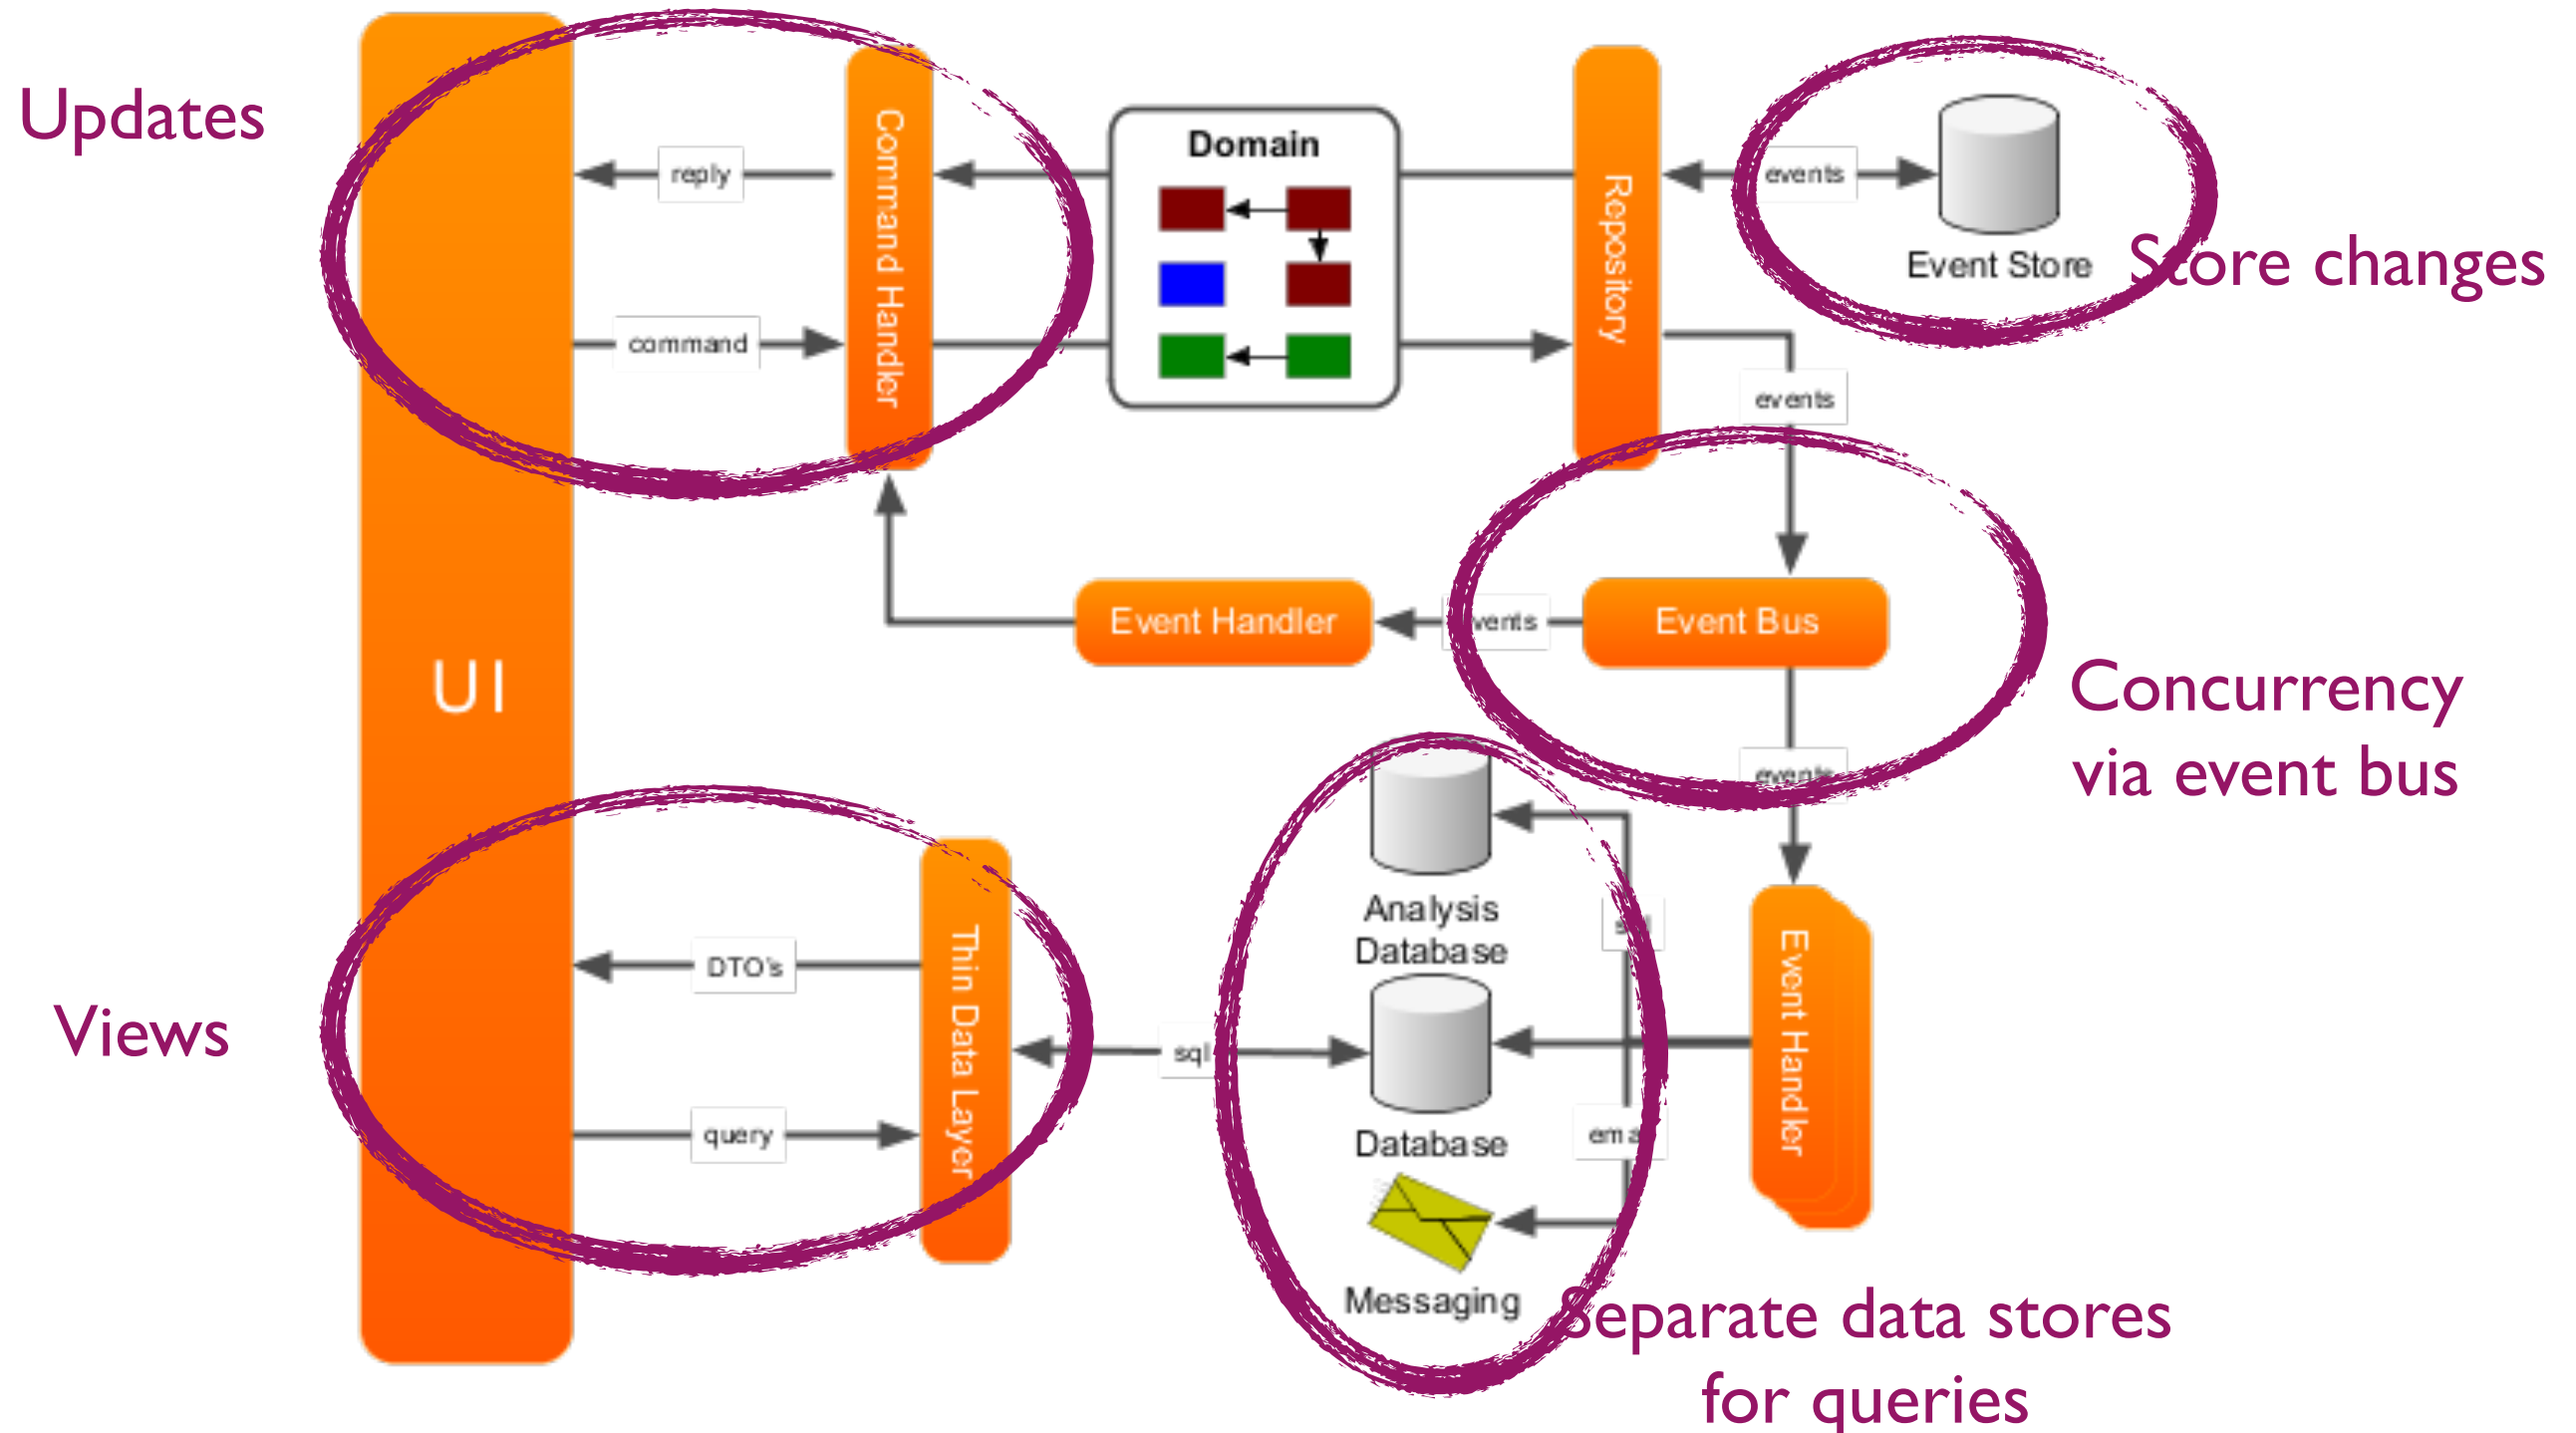 Updates
reply
command
Command Handler
Domain
Repository
events
Event Store
Store changes
events
UI
Event Handler
Event Bus
events
Concurrency
via event bus
Analysis
Database
Views
DTO's
query
Thin Data Layer
sql
Database
Event Handler
Messaging
Separate data stores
for queries